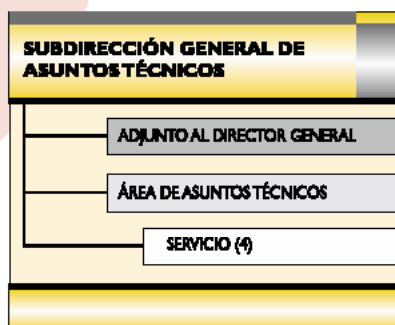 SUBDIRECCIÓN GENERAL DE
ASUNTOS TÉCNICOS
ADJUNTO AL DIRECTOR GENERAL
ÁREA DE ASUNTOS TÉCNICOS
SERVICIO (4)